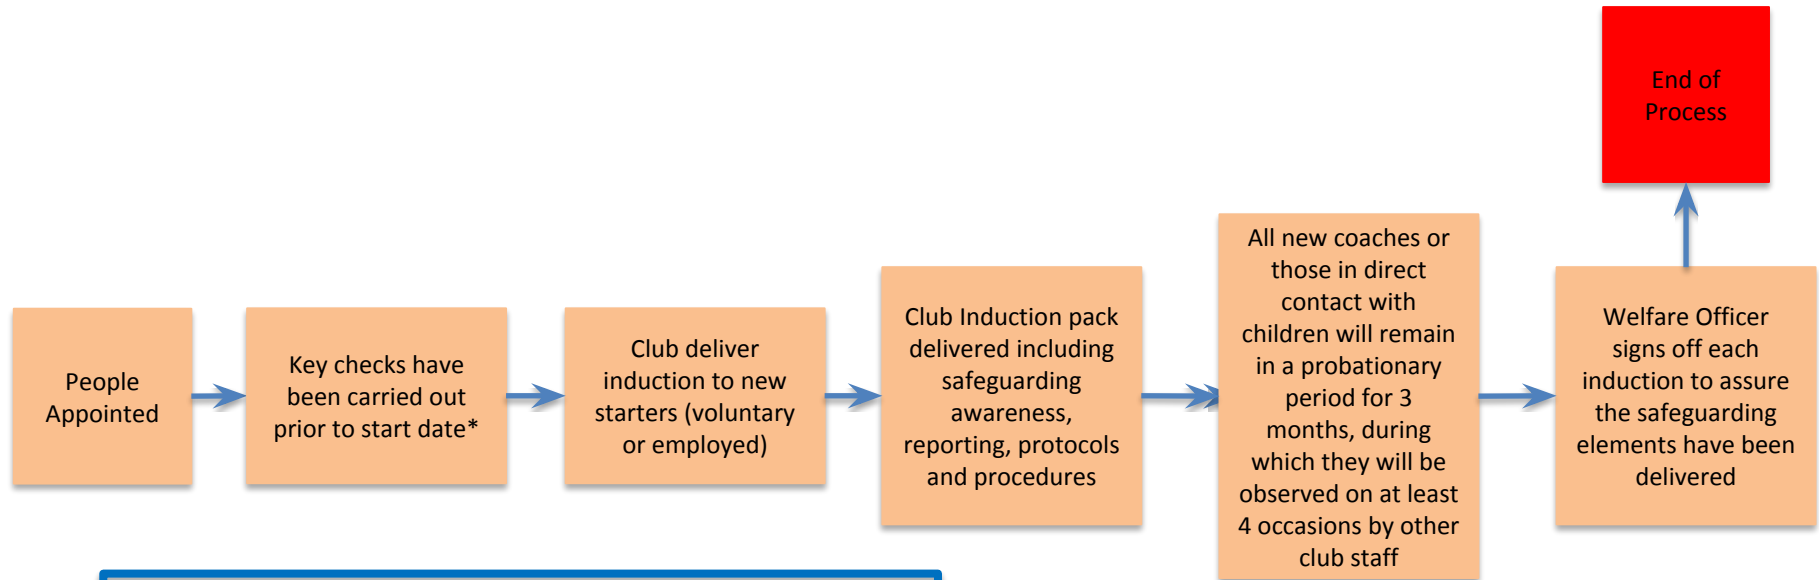 People
Appointed
Key checks have
been carried out
prior to start date*
Club deliver
induction to new
starters (voluntary
or employed)
Club Induction pack
delivered including
safeguarding
awareness,
reporting, protocols
and procedures
All new coaches or
those in direct
contact with
children will remain
in a probationary
period for 3
months, during
which they will be
observed on at least
4 occasions by other
club staff
Welfare Officer
signs off each
induction to assure
the safeguarding
elements have been
delivered
End of
Process